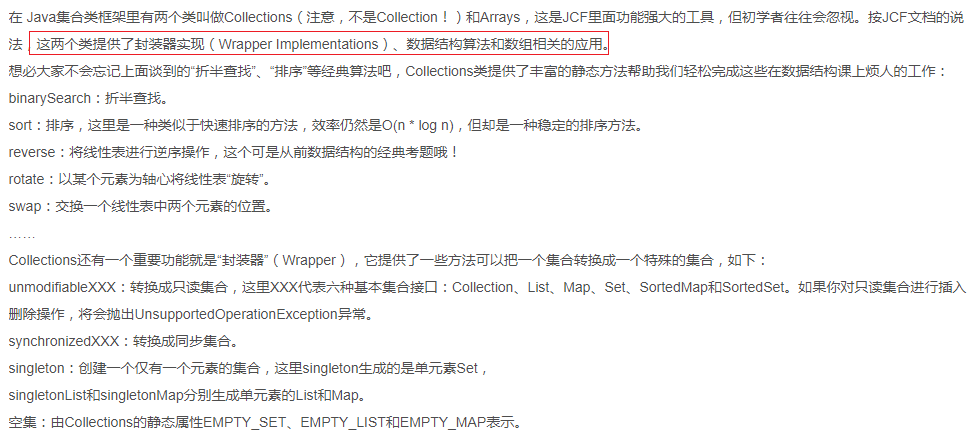 在 Java集合类框架里有两个类叫做Collections（注意，不是Collection！）和Arrays，这是JCF里面功能强大的工具，但初学者往往会忽视。按JCF文档的说
法，这两个类提供了封装器实现（Wrapper Implementations）、数据结构算法和数组相关的应用。
想必大家不会忘记上面谈到的“折半查找”、“排序”等经典算法吧，Collections类提供了丰富的静态方法帮助我们轻松完成这些在数据结构课上烦人的工作：
binarySearch：折半查找。
sort：排序，这里是一种类似于快速排序的方法，效率仍然是O(n * log n)，但却是一种稳定的排序方法。
reverse：将线性表进行逆序操作，这个可是从前数据结构的经典考题哦！
rotate：以某个元素为轴心将线性表“旋转”。
swap：交换一个线性表中两个元素的位置。
……
Collections还有一个重要功能就是“封装器”（Wrapper），它提供了一些方法可以把一个集合转换成一个特殊的集合，如下：
unmodifiableXXX：转换成只读集合，这里XXX代表六种基本集合接口：Collection、List、Map、Set、SortedMap和SortedSet。如果你对只读集合进行插入
删除操作，将会抛出UnsupportedOperationException异常。
synchronizedXXX：转换成同步集合。
singleton：创建一个仅有一个元素的集合，这里singleton生成的是单元素Set，
singletonList和singletonMap分别生成单元素的List和Map。
空集：由Collections的静态属性EMPTY_SET、EMPTY_LIST和EMPTY_MAP表示。